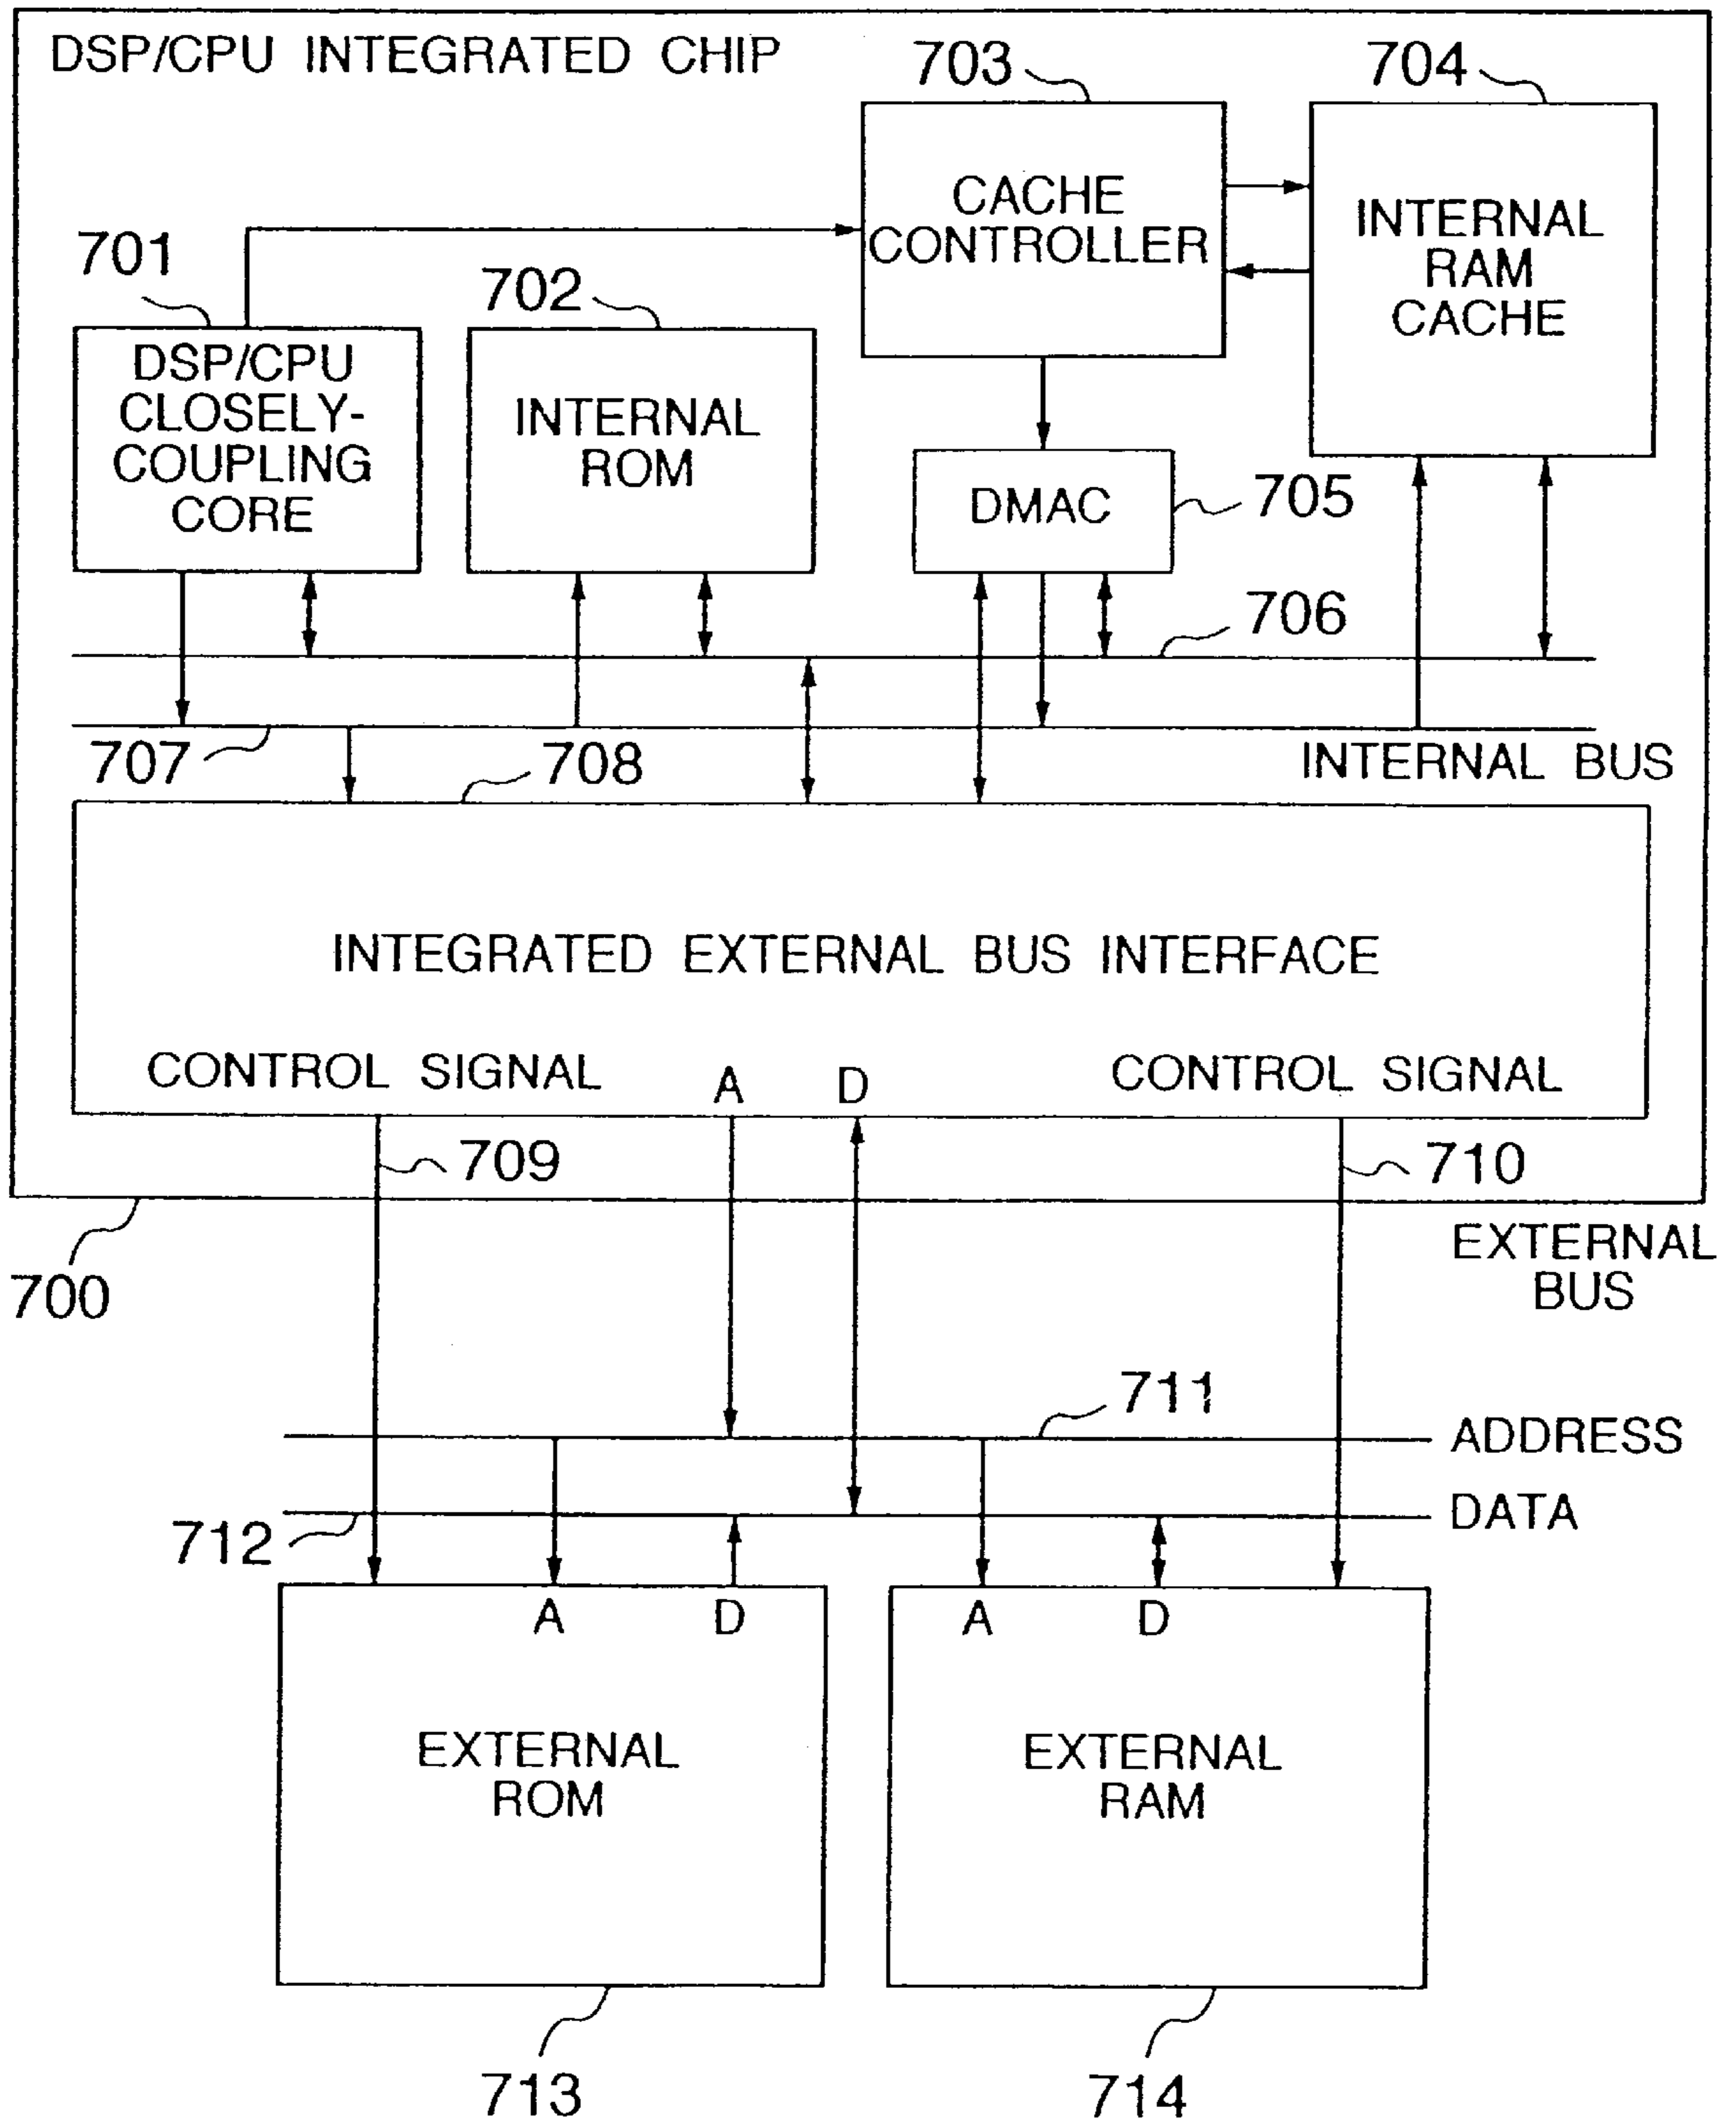 DSP/CPU INTEGRATED CHIP
703
704
CACHE
CONTROLLER
INTERNAL
RAM
CACHE
701
702
DSP/CPU
CLOSELY-
COUPLING
CORE
INTERNAL
ROM
DMAC
705
706
707
708
INTERNAL BUS
INTEGRATED EXTERNAL BUS INTERFACE
CONTROL SIGNAL
A
D
CONTROL SIGNAL
709
710
700
EXTERNAL
BUS
711
ADDRESS
712
DATA
A
D
A
D
EXTERNAL
ROM
EXTERNAL
RAM
713
714